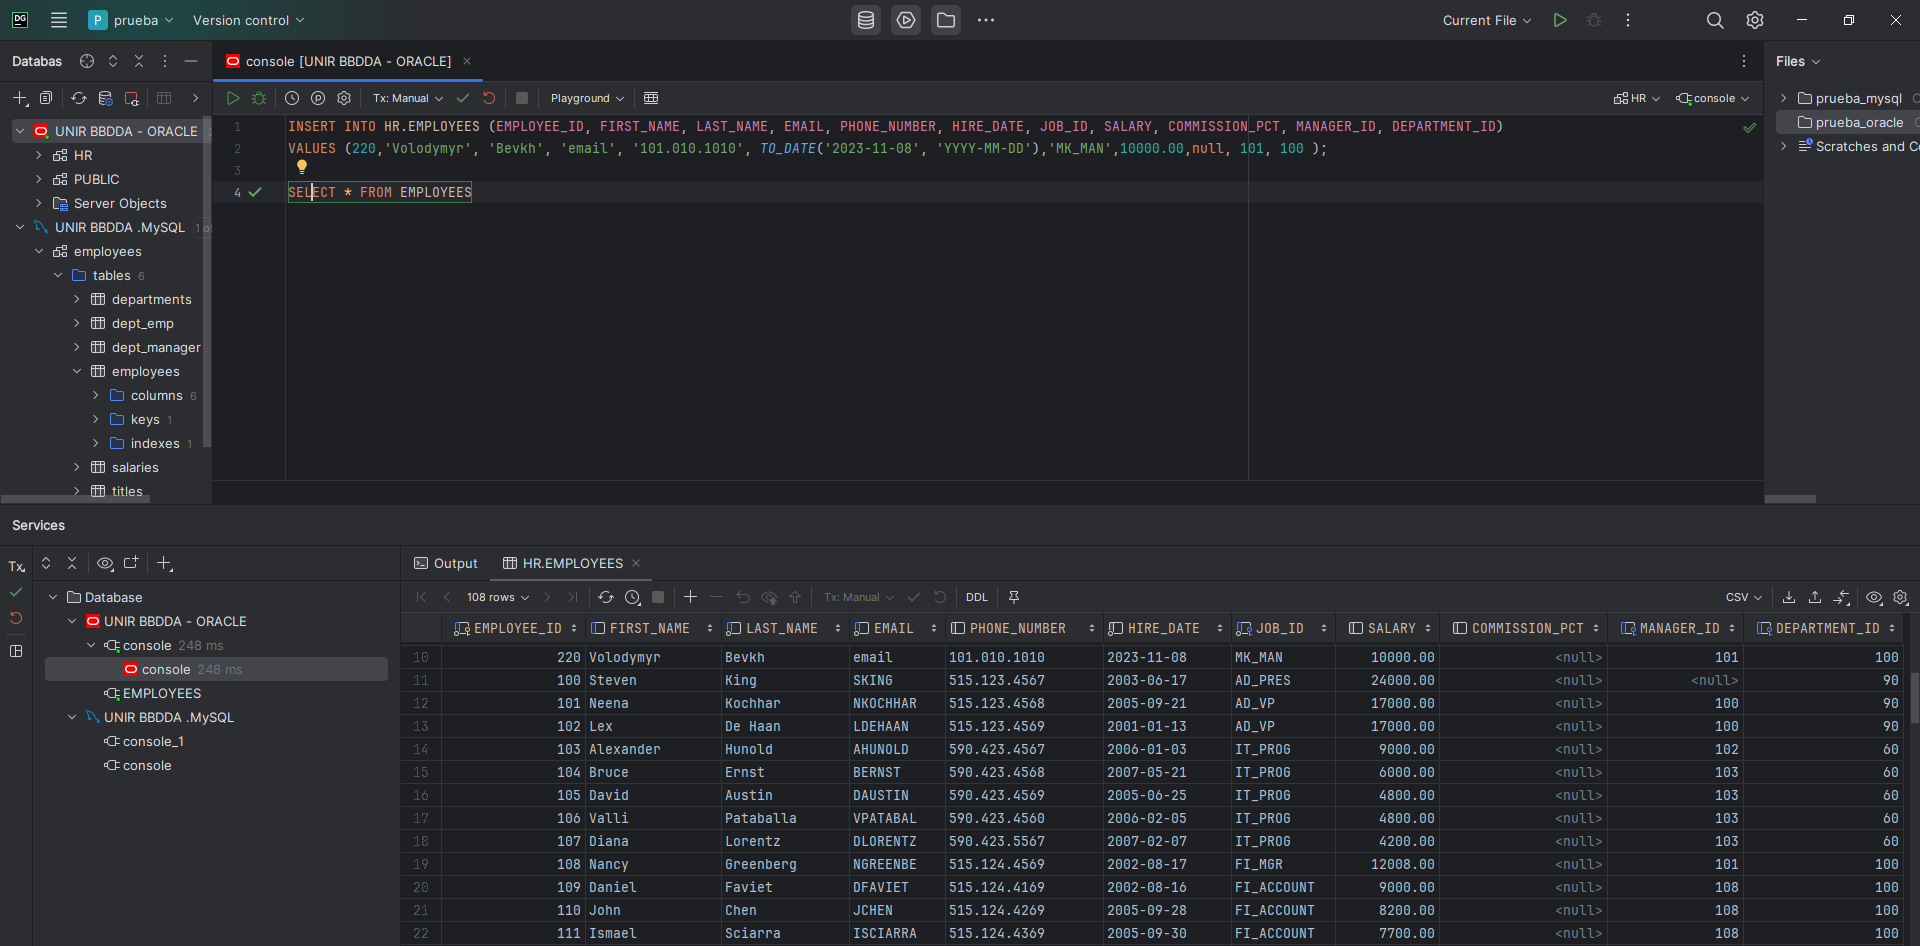 DG P prueba Version control Current File
Databas
console [UNIR BBDDA - ORACLE]
Files
Tx: Manual Playground HR console
UNIR BBDDA - ORACLE
HR
PUBLIC
Server Objects
UNIR BBDDA .MySQL 1 of
employees
tables 6
departments
dept_emp
dept_manager
employees
columns 6
keys 1
indexes 1
salaries
titles
1 INSERT INTO HR.EMPLOYEES (EMPLOYEE_ID, FIRST_NAME, LAST_NAME, EMAIL, PHONE_NUMBER, HIRE_DATE, JOB_ID, SALARY, COMMISSION_PCT, MANAGER_ID, DEPARTMENT_ID)
2 VALUES (220,'Volodymyr', 'Bevkh', 'email', '101.010.1010', TO_DATE('2023-11-08', 'YYYY-MM-DD'),'MK_MAN',10000.00,null, 101, 100 );
3
4 SELECT * FROM EMPLOYEES
prueba_mysql
prueba_oracle
Scratches and Co
Services
Tx
Database
UNIR BBDDA - ORACLE
console 248 ms
console 248 ms
EMPLOYEES
UNIR BBDDA .MySQL
console_1
console
Output HR.EMPLOYEES
108 rows Tx: Manual DDL CSV
EMPLOYEE_ID FIRST_NAME LAST_NAME EMAIL PHONE_NUMBER HIRE_DATE JOB_ID SALARY COMMISSION_PCT MANAGER_ID DEPARTMENT_ID
10 220 Volodymyr Bevkh email 101.010.1010 2023-11-08 MK_MAN 10000.00 <null> 101 100
11 100 Steven King SKING 515.123.4567 2003-06-17 AD_PRES 24000.00 <null> <null> 90
12 101 Neena Kochhar NKOCHHAR 515.123.4568 2005-09-21 AD_VP 17000.00 <null> 100 90
13 102 Lex De Haan LDEHAAN 515.123.4569 2001-01-13 AD_VP 17000.00 <null> 100 90
14 103 Alexander Hunold AHUNOLD 590.423.4567 2006-01-03 IT_PROG 9000.00 <null> 102 60
15 104 Bruce Ernst BERNST 590.423.4568 2007-05-21 IT_PROG 6000.00 <null> 103 60
16 105 David Austin DAUSTIN 590.423.4569 2005-06-25 IT_PROG 4800.00 <null> 103 60
17 106 Valli Pataballa VPATABAL 590.423.4560 2006-02-05 IT_PROG 4800.00 <null> 103 60
18 107 Diana Lorentz DLORENTZ 590.423.5567 2007-02-07 IT_PROG 4200.00 <null> 103 60
19 108 Nancy Greenberg NGREENBE 515.124.4569 2002-08-17 FI_MGR 12008.00 <null> 101 100
20 109 Daniel Faviet DFAVIET 515.124.4169 2002-08-16 FI_ACCOUNT 9000.00 <null> 108 100
21 110 John Chen JCHEN 515.124.4269 2005-09-28 FI_ACCOUNT 8200.00 <null> 108 100
22 111 Ismael Sciarra ISCIARRA 515.124.4369 2005-09-30 FI_ACCOUNT 7700.00 <null> 108 100